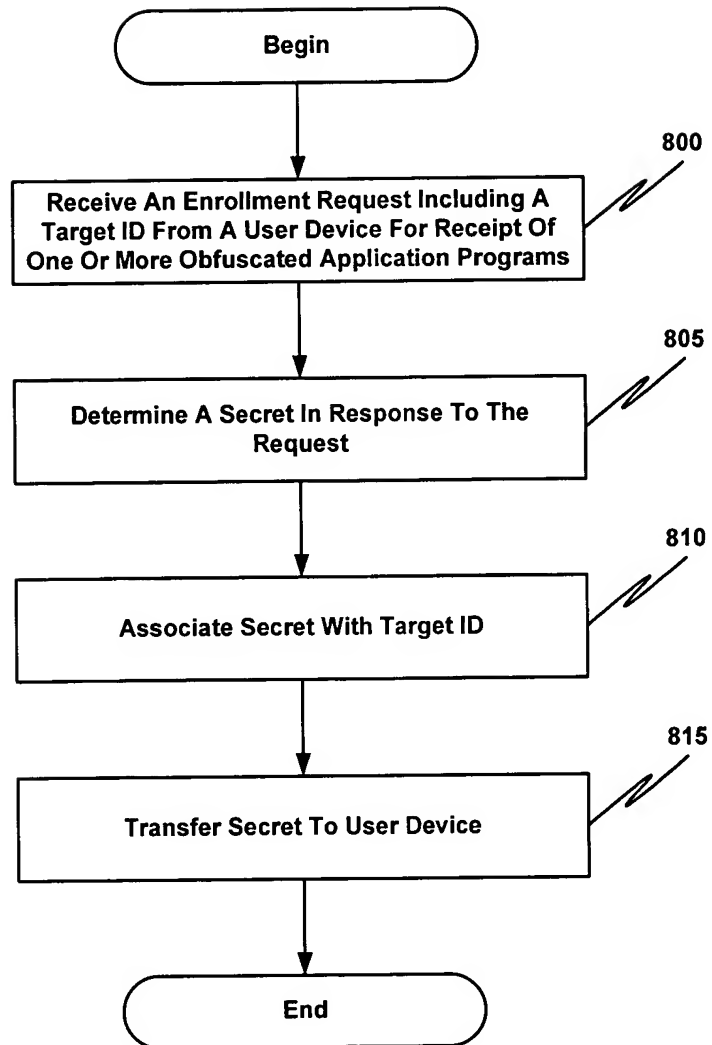 Begin
800
Receive An Enrollment Request Including A
Target ID From A User Device For Receipt Of
One Or More Obfuscated Application Programs
805
Determine A Secret In Response To The
Request
810
Associate Secret With Target ID
815
Transfer Secret To User Device
End